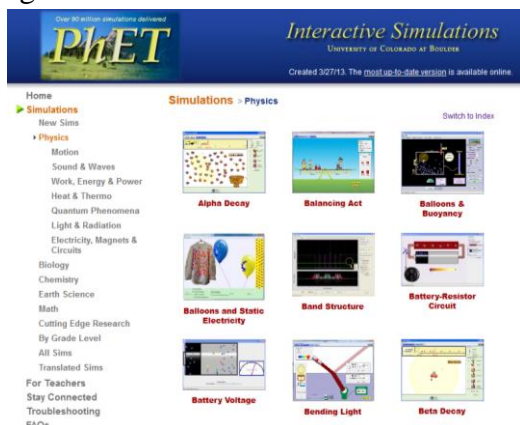 Over 90 million simulations delivered
PhET
Interactive Simulations
UNIVERSITY OF COLORADO AT BOULDER
Created 3/27/13. The most up-to-date version is available online.
Home
Simulations
New Sims
Physics
Motion
Sound & Waves
Work, Energy & Power
Heat & Thermo
Quantum Phenomena
Light & Radiation
Electricity, Magnets &
Circuits
Biology
Chemistry
Earth Science
Math
Cutting Edge Research
By Grade Level
All Sims
Translated Sims
For Teachers
Stay Connected
Troubleshooting
FAQs
Simulations > Physics
Switch to Index
Alpha Decay
Balancing Act
Balloons &
Buoyancy
Balloons and Static
Electricity
Band Structure
Battery-Resistor
Circuit
Battery Voltage
Bending Light
Beta Decay